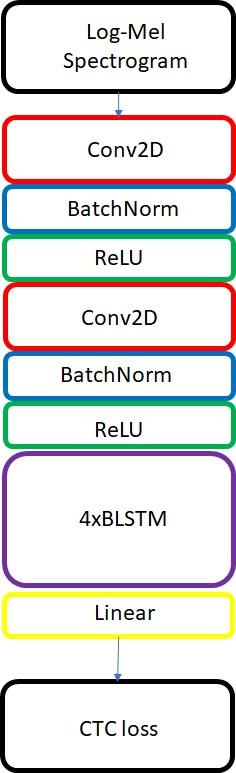 Log-Mel
Spectrogram
Conv2D
BatchNorm
ReLU
Conv2D
BatchNorm
ReLU
4xBLSTM
Linear
CTC loss